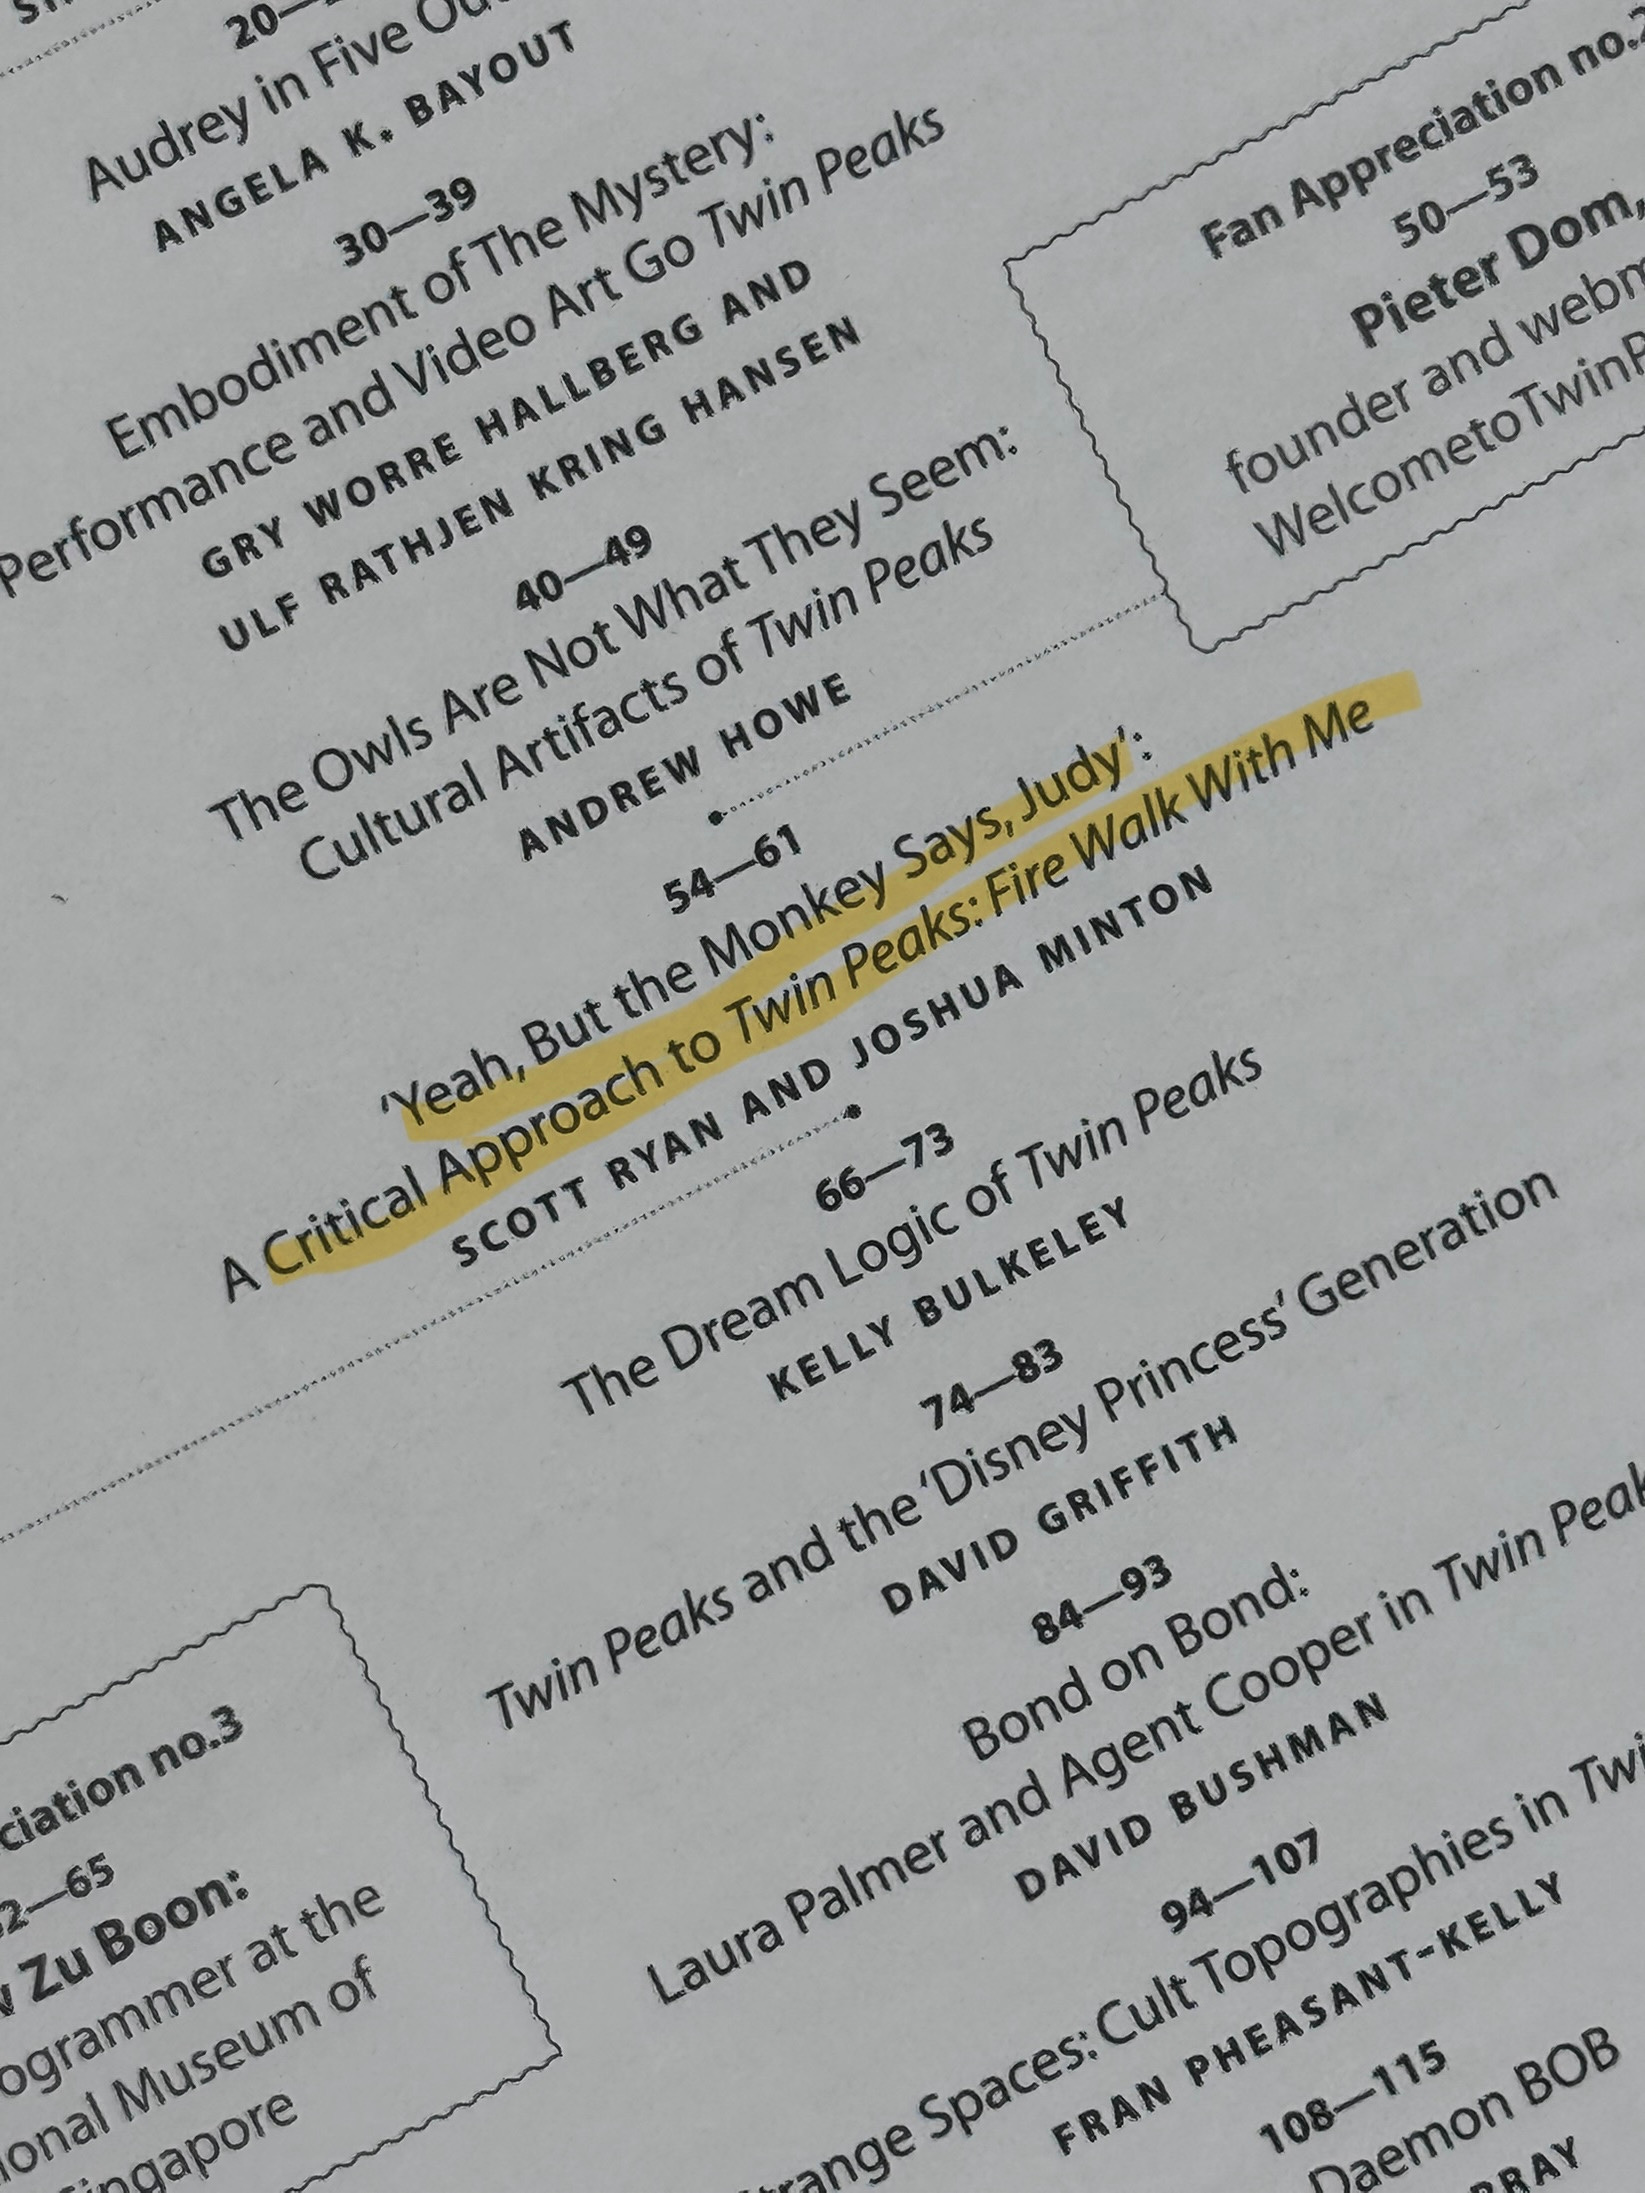 Audrey in Five
ANGELA K. BAYOUT
30—39
Embodiment of The Mystery:
Performance and Video Art Go Twin Peaks
GRY WORRE HALLBERG AND
ULF RATHJEN KRING HANSEN
40—49
The Owls Are Not What They Seem:
Cultural Artifacts of Twin Peaks
ANDREW HOWE
Fan Appreciation no.2
50—53
Pieter Dom,
founder and
54—61
'Yeah, But the Monkey Says, Judy':
A Critical Approach to Twin Peaks: Fire Walk With Me
SCOTT RYAN AND JOSHUA MINTON
no.3
Zu Boon:
at the
Museum of
66—73
The Dream Logic of Twin Peaks
KELLY BULKELEY
74—83
Twin Peaks and the 'Disney Princess' Generation
DAVID GRIFFITH
84—93
Bond on Bond:
Laura Palmer and Agent Cooper in Twin
DAVID BUSHMAN
94—107
Spaces: Cult Topographies in
FRAN PHEASANT-KELLY
108—115
Daemon BOB